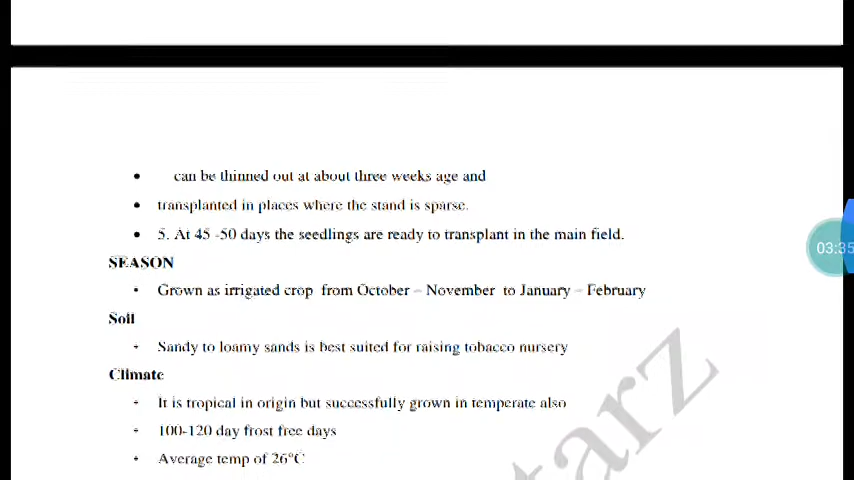 • can be thinned out at about three weeks age and
• transplanted in places where the stand is sparse.
• 5. At 45 -50 days the seedlings are ready to transplant in the main field.
SEASON
• Grown as irrigated crop from October – November to January – February
Soil
• Sandy to loamy sands is best suited for raising tobacco nursery
Climate
• It is tropical in origin but successfully grown in temperate also
• 100-120 day frost free days
• Average temp of 26°C
03:35